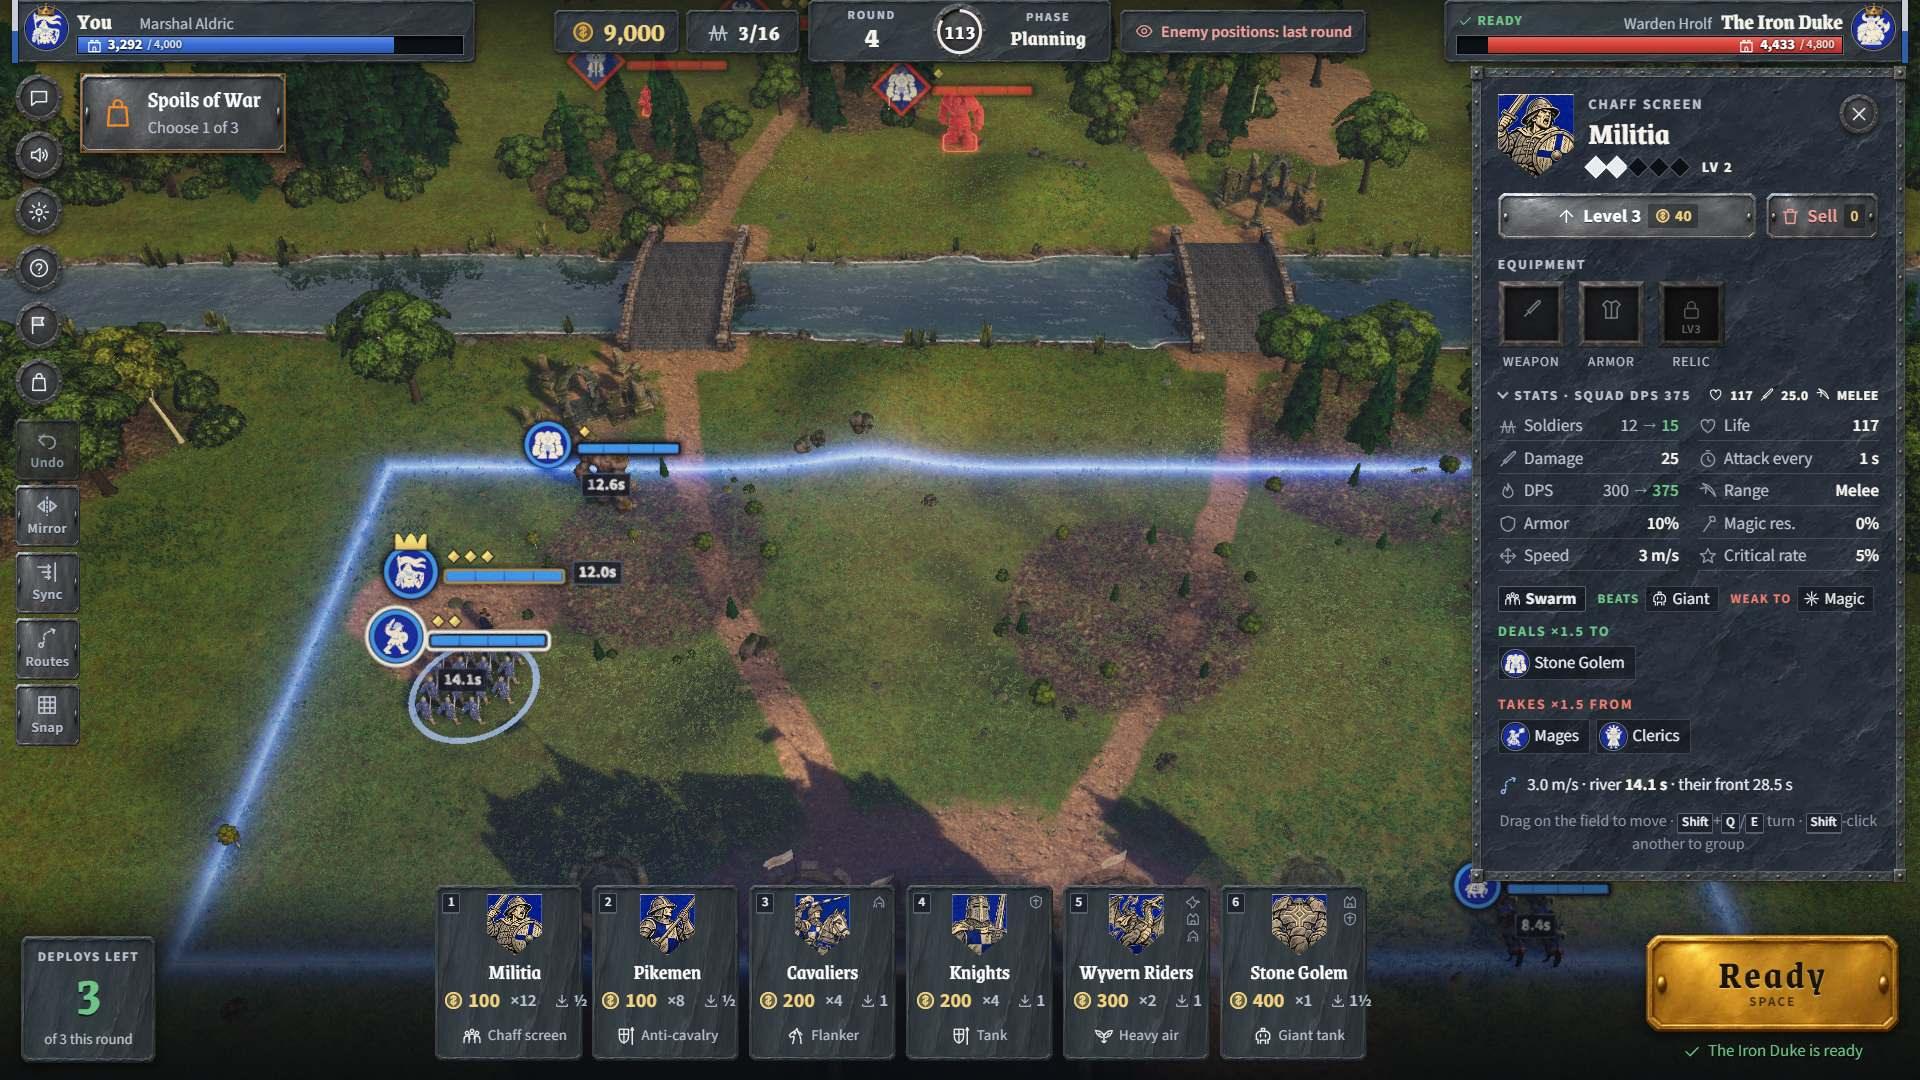 You Marshal Aldric
3,292 / 4,000
9,000
3/16
ROUND
4
113
PHASE
Planning
Enemy positions: last round
READY
Warden Hrolf The Iron Duke
4,433 / 4,800
Spoils of War
Choose 1 of 3
Undo
Mirror
Sync
Routes
Snap
12.6s
12.0s
14.1s
8.4s
CHAFF SCREEN
Militia
LV 2
Level 3 40
Sell 0
EQUIPMENT
LV3
WEAPON ARMOR RELIC
STATS · SQUAD DPS 375 117 25.0 MELEE
Soldiers 12 → 15 Life 117
Damage 25 Attack every 1 s
DPS 300 → 375 Range Melee
Armor 10% Magic res. 0%
Speed 3 m/s Critical rate 5%
Swarm BEATS Giant WEAK TO Magic
DEALS ×1.5 TO
Stone Golem
TAKES ×1.5 FROM
Mages Clerics
3.0 m/s · river 14.1 s · their front 28.5 s
Drag on the field to move · Shift + Q / E turn · Shift -click
another to group
DEPLOYS LEFT
3
of 3 this round
1
Militia
100 ×12 ½
Chaff screen
2
Pikemen
100 ×8 ½
Anti-cavalry
3
Cavaliers
200 ×4 1
Flanker
4
Knights
200 ×4 1
Tank
5
Wyvern Riders
300 ×2 1
Heavy air
6
Stone Golem
400 ×1 1½
Giant tank
Ready
SPACE
The Iron Duke is ready